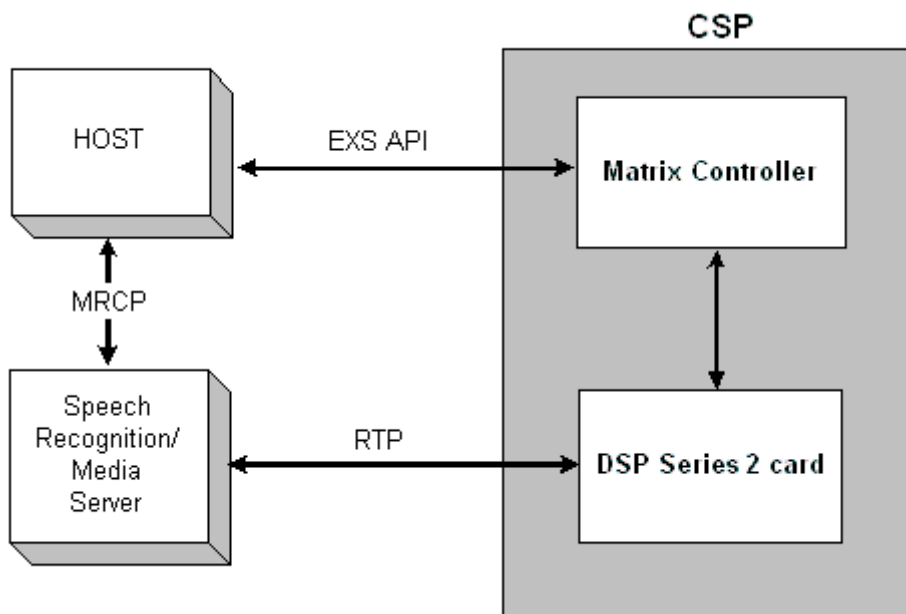 CSP
HOST
EXS API
Matrix Controller
MRCP
Speech
Recognition/
Media
Server
RTP
DSP Series 2 card